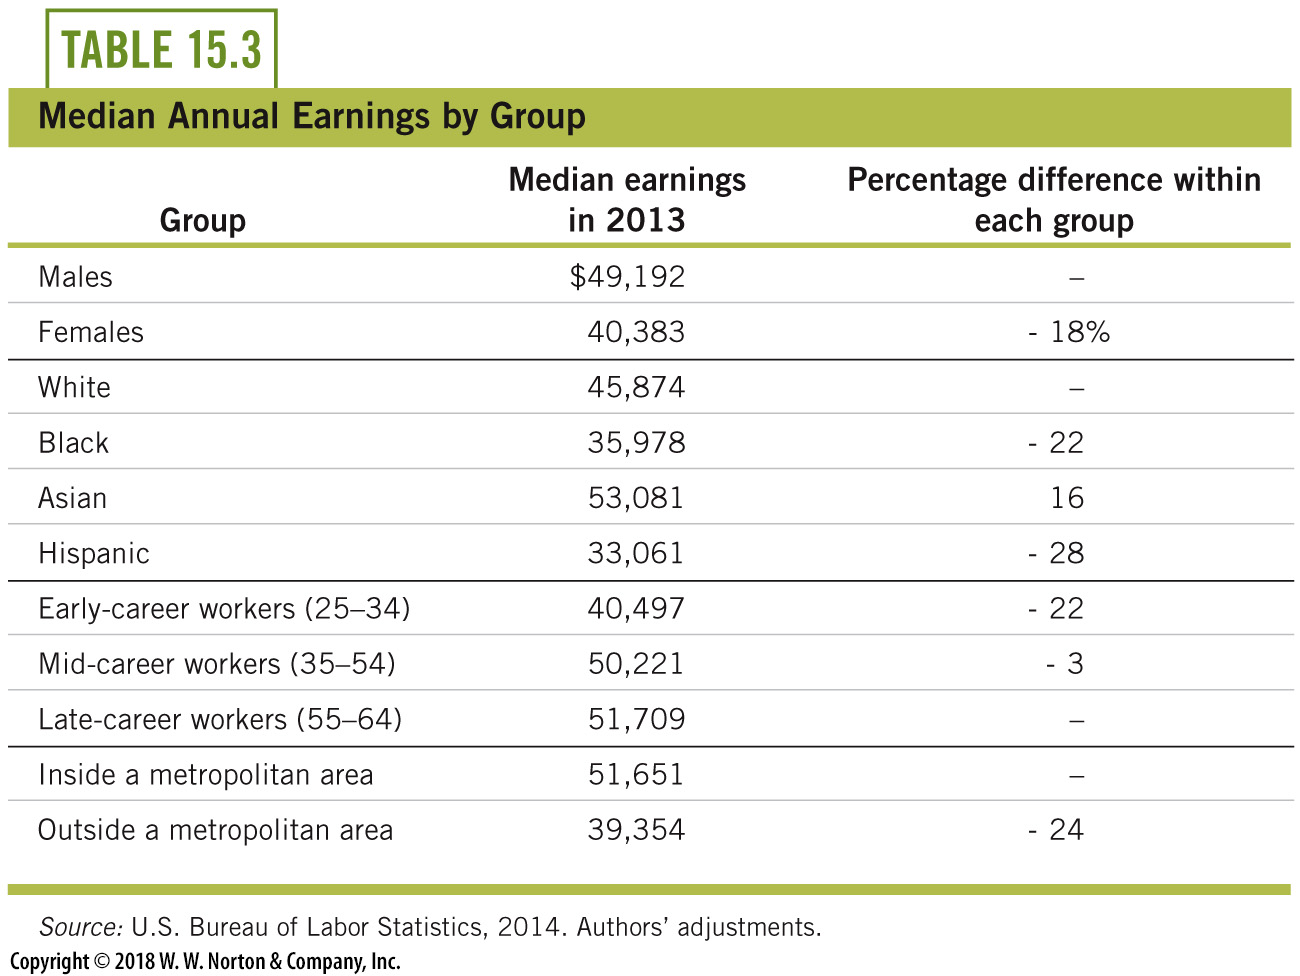 TABLE 15.3
Median Annual Earnings by Group
Group Median earnings in 2013 Percentage difference within each group
Males $49,192 –
Females 40,383 - 18%
White 45,874 –
Black 35,978 - 22
Asian 53,081 16
Hispanic 33,061 - 28
Early-career workers (25–34) 40,497 - 22
Mid-career workers (35–54) 50,221 - 3
Late-career workers (55–64) 51,709 –
Inside a metropolitan area 51,651 –
Outside a metropolitan area 39,354 - 24
Source: U.S. Bureau of Labor Statistics, 2014. Authors’ adjustments.
Copyright © 2018 W. W. Norton & Company, Inc.